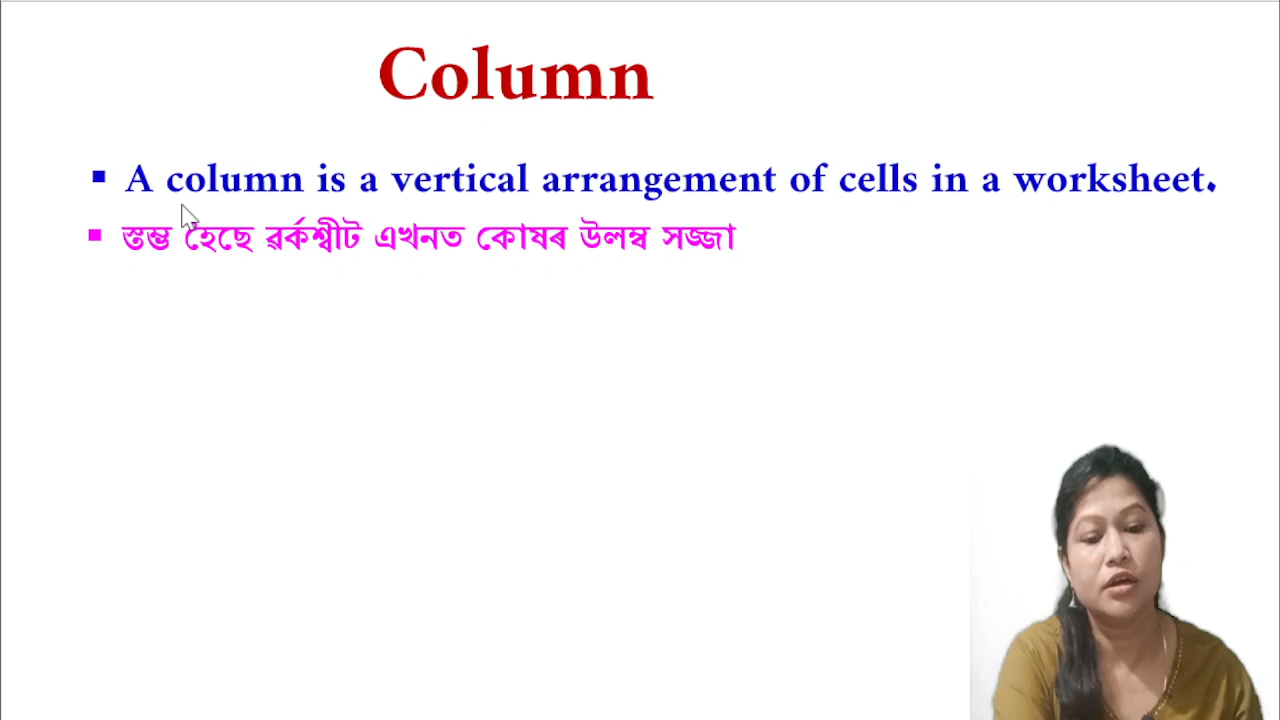 Column
▪ A column is a vertical arrangement of cells in a worksheet.
▪ স্তম্ভ হৈছে ৱৰ্কশ্বীট এখনত কোষৰ উলম্ব সজ্জা